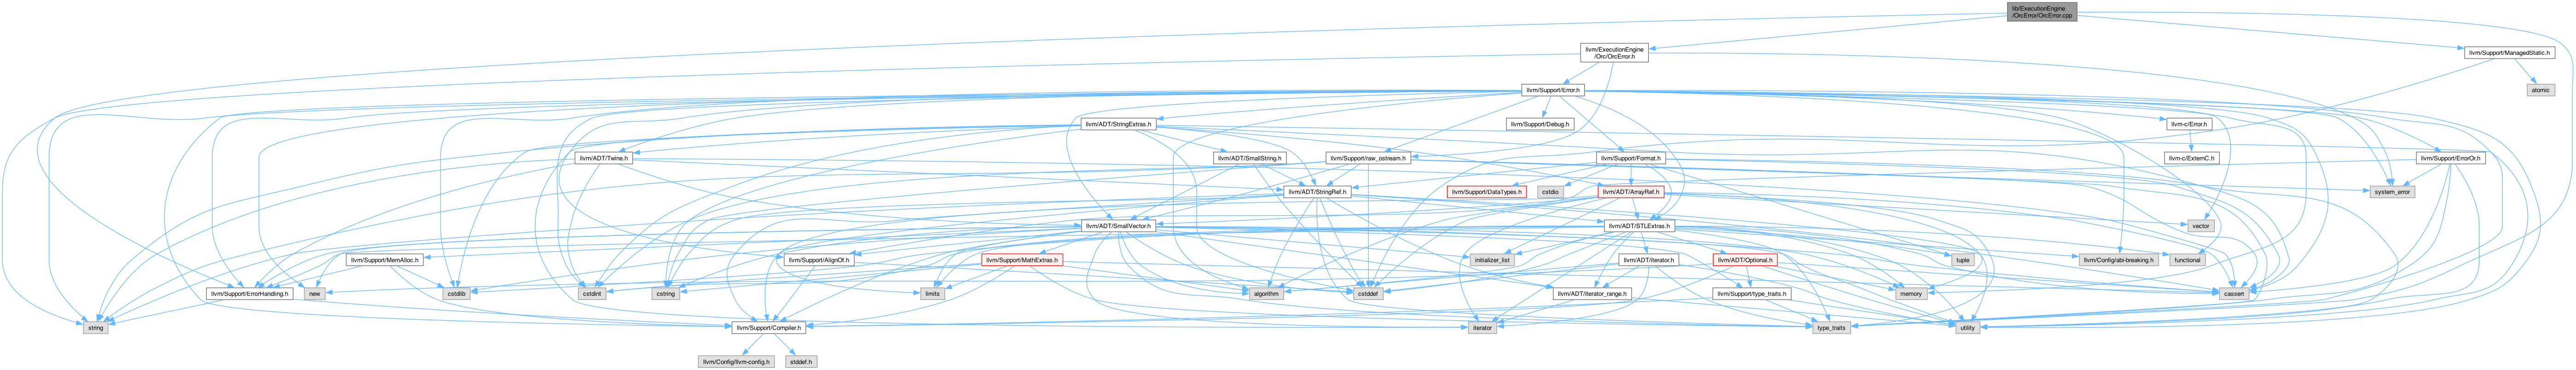 lib/ExecutionEngine
/OrcError/OrcError.cpp
llvm/ExecutionEngine
/Orc/OrcError.h
llvm/Support/ManagedStatic.h
llvm/Support/Error.h
atomic
llvm/ADT/StringExtras.h
llvm/Support/Debug.h
llvm-c/Error.h
llvm/ADT/Twine.h
llvm/ADT/SmallString.h
llvm/Support/raw_ostream.h
llvm/Support/Format.h
llvm-c/ExternC.h
llvm/Support/ErrorOr.h
llvm/ADT/StringRef.h
llvm/Support/DataTypes.h
cstdio
llvm/ADT/ArrayRef.h
system_error
llvm/ADT/SmallVector.h
llvm/ADT/STLExtras.h
vector
llvm/Support/MemAlloc.h
llvm/Support/AlignOf.h
llvm/Support/MathExtras.h
initializer_list
llvm/ADT/iterator.h
llvm/ADT/Optional.h
tuple
llvm/Config/abi-breaking.h
functional
llvm/Support/ErrorHandling.h
new
cstdlib
cstdint
cstring
limits
algorithm
cstddef
llvm/ADT/iterator_range.h
llvm/Support/type_traits.h
memory
cassert
string
llvm/Support/Compiler.h
iterator
type_traits
utility
llvm/Config/llvm-config.h
stddef.h